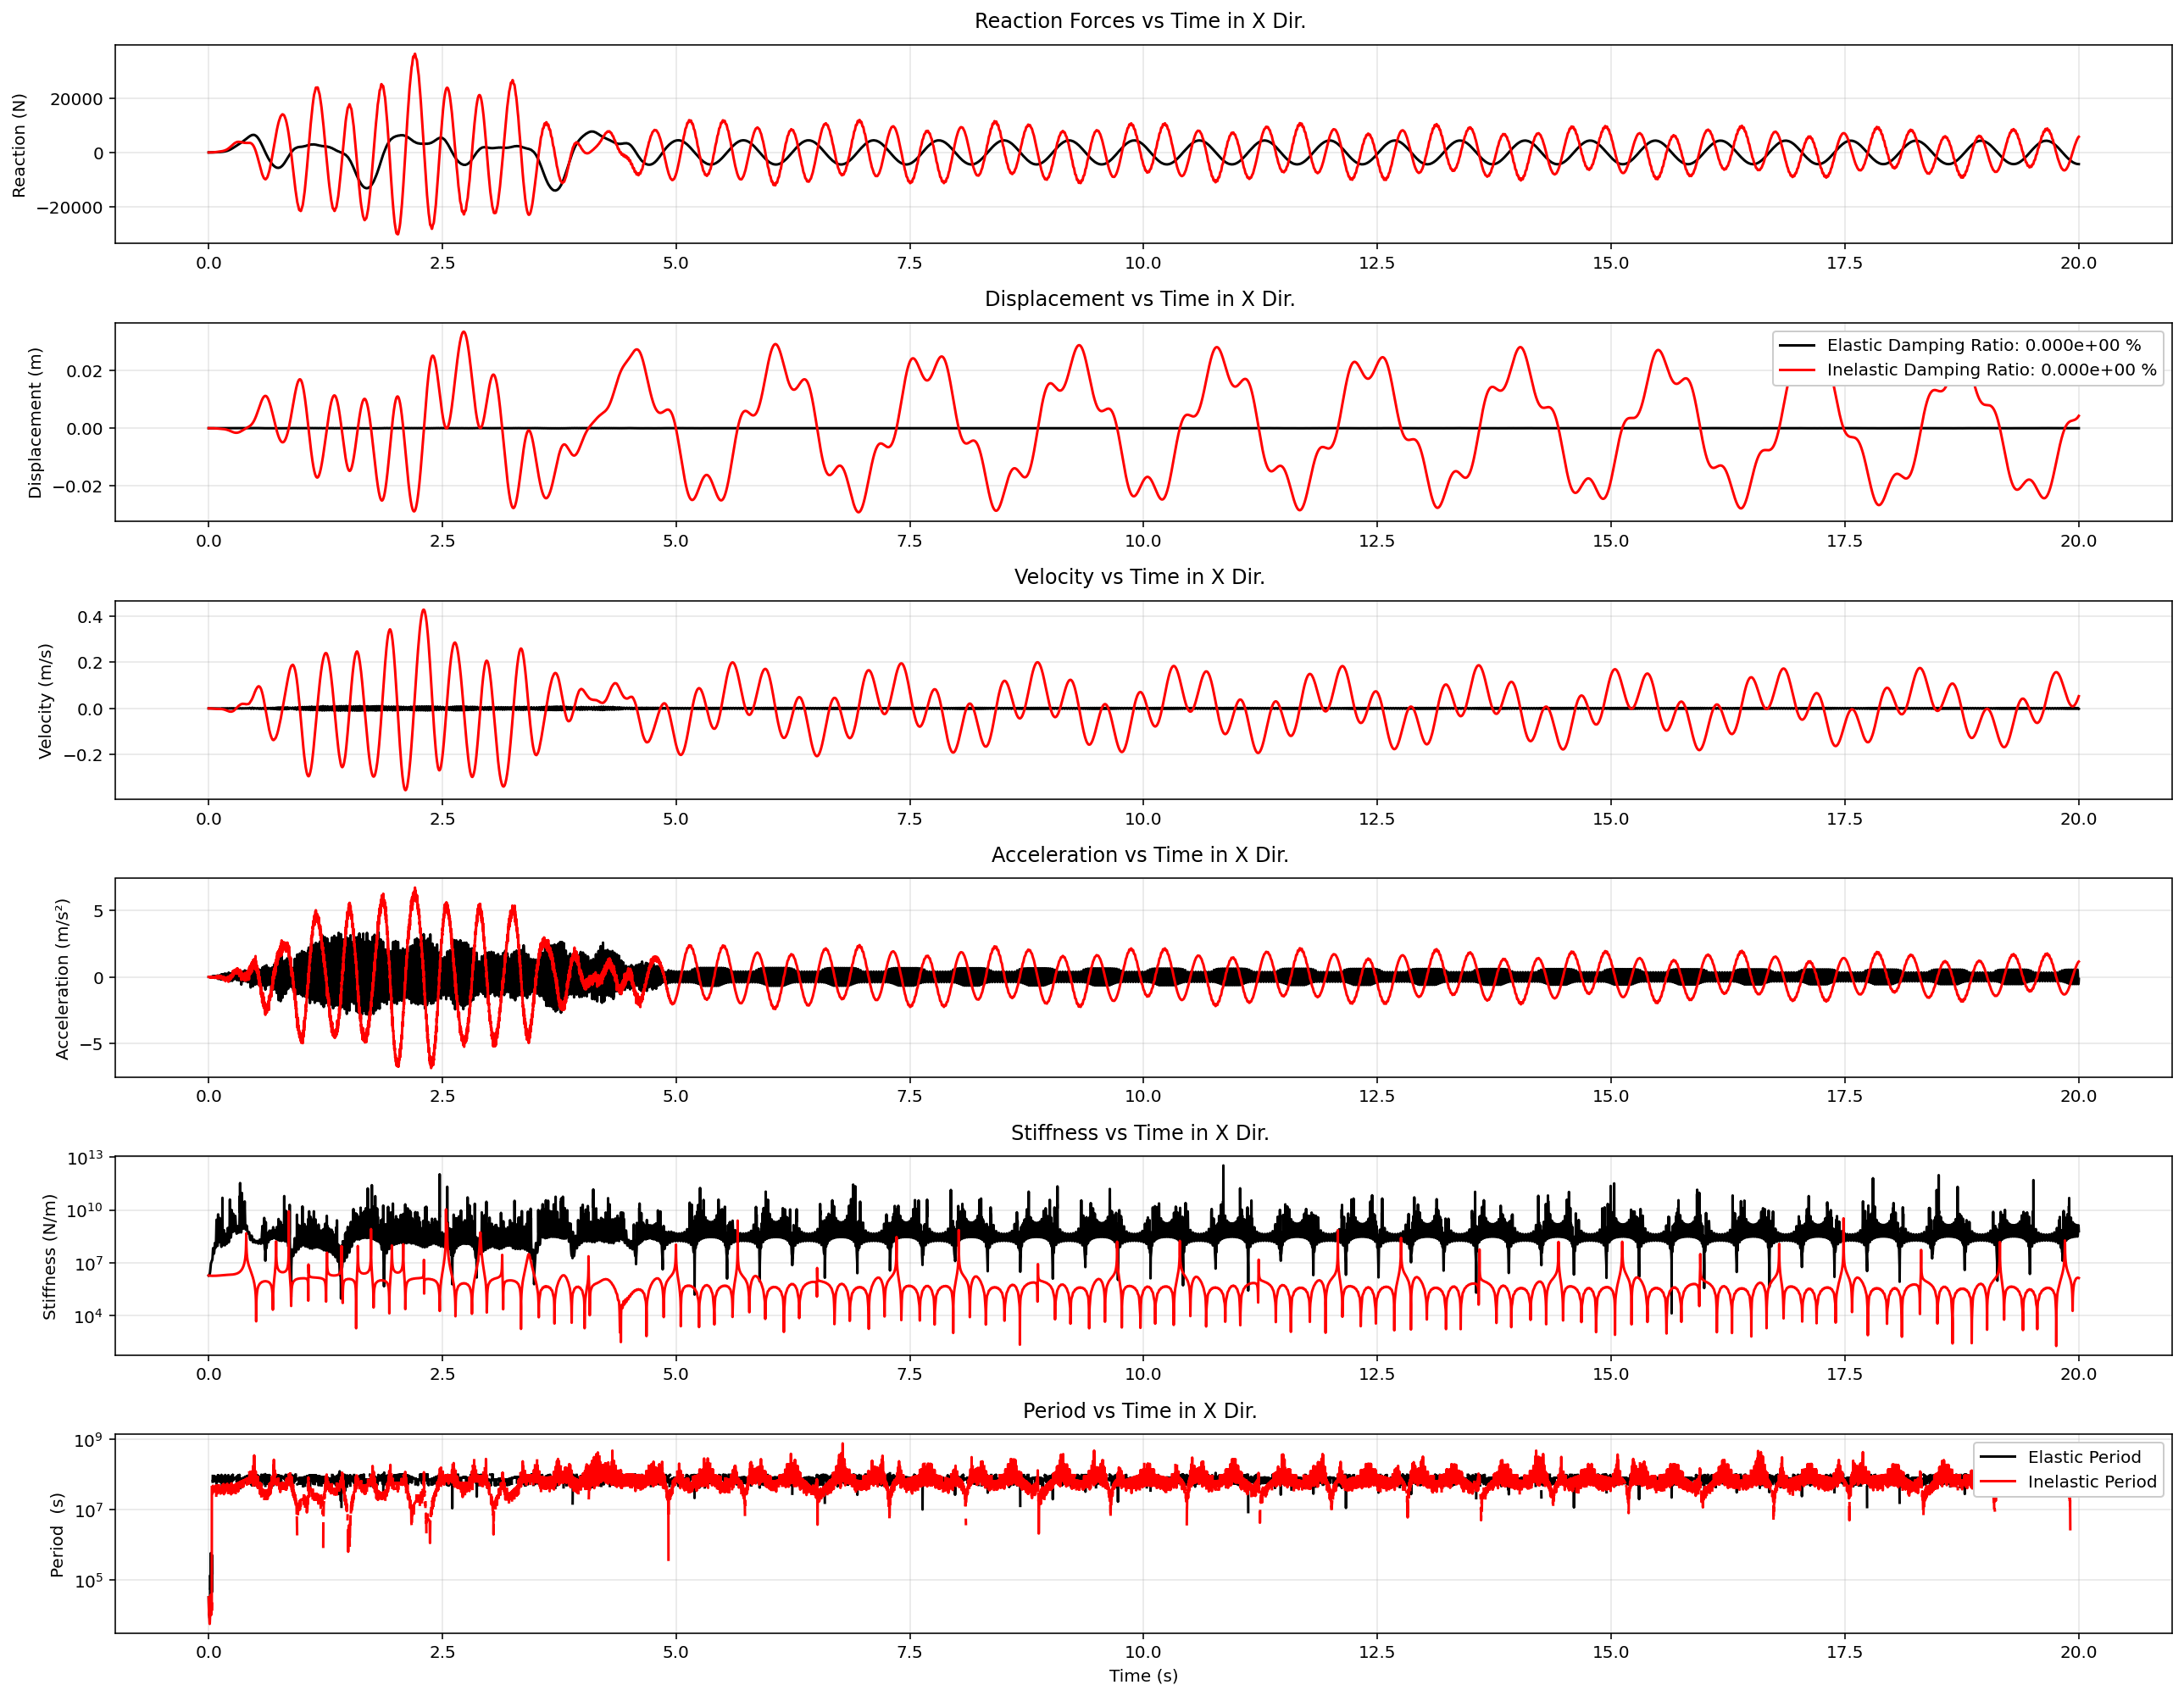 Reaction Forces vs Time in X Dir.
Reaction (N)
20000
0
−20000
0.0 2.5 5.0 7.5 10.0 12.5 15.0 17.5 20.0
Displacement vs Time in X Dir.
Displacement (m)
0.02
0.00
−0.02
Elastic Damping Ratio: 0.000e+00 %
Inelastic Damping Ratio: 0.000e+00 %
0.0 2.5 5.0 7.5 10.0 12.5 15.0 17.5 20.0
Velocity vs Time in X Dir.
Velocity (m/s)
0.4
0.2
0.0
−0.2
0.0 2.5 5.0 7.5 10.0 12.5 15.0 17.5 20.0
Acceleration vs Time in X Dir.
Acceleration (m/s²)
5
0
−5
0.0 2.5 5.0 7.5 10.0 12.5 15.0 17.5 20.0
Stiffness vs Time in X Dir.
Stiffness (N/m)
10¹³
10¹⁰
10⁷
10⁴
0.0 2.5 5.0 7.5 10.0 12.5 15.0 17.5 20.0
Period vs Time in X Dir.
Period (s)
10⁹
10⁷
10⁵
Elastic Period
Inelastic Period
0.0 2.5 5.0 7.5 10.0 12.5 15.0 17.5 20.0
Time (s)